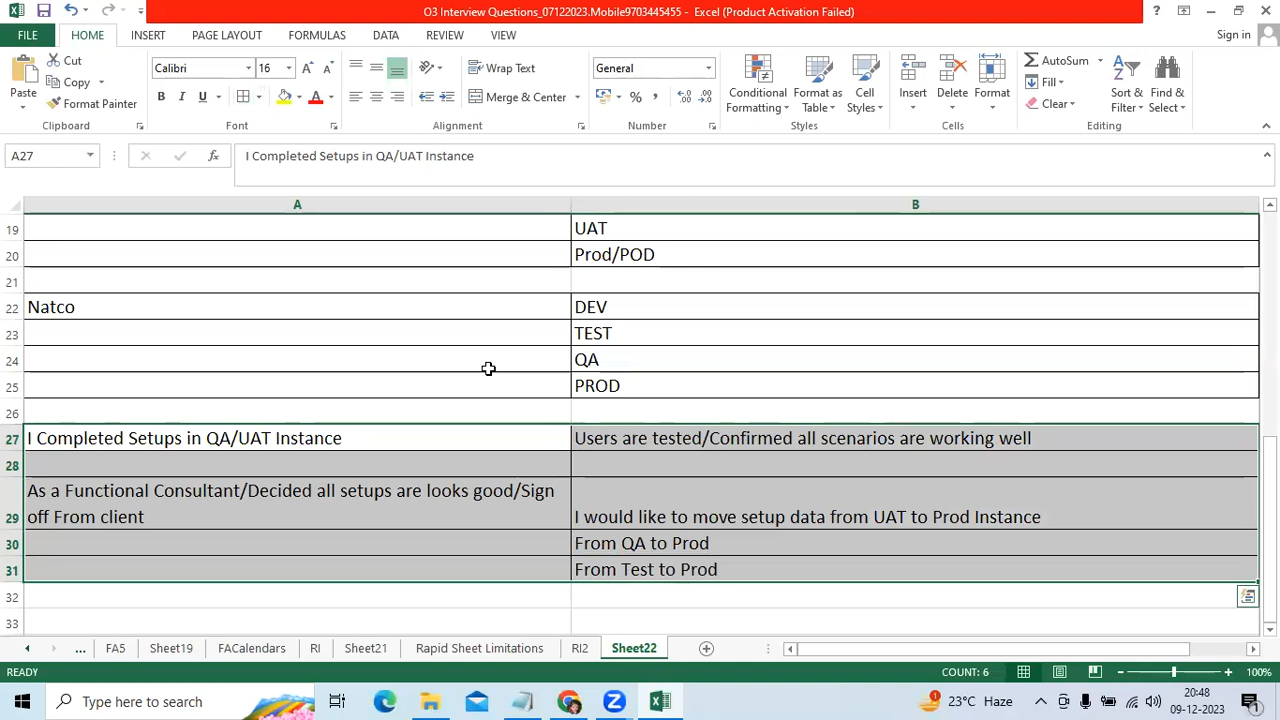 O3 Interview Questions_07122023.Mobile9703445455 - Excel (Product Activation Failed)
FILE HOME INSERT PAGE LAYOUT FORMULAS DATA REVIEW VIEW Sign in
Cut
Copy
Format Painter
Paste
Clipboard
Calibri 16
B I U
Font
Wrap Text
Merge & Center
Alignment
General
%
Number
Conditional Formatting
Format as Table
Cell Styles
Styles
Insert
Delete
Format
Cells
AutoSum
Fill
Clear
Sort & Filter
Find & Select
Editing
A27 fx I Completed Setups in QA/UAT Instance
A B
19 UAT
20 Prod/POD
21
22 Natco DEV
23 TEST
24 QA
25 PROD
26
27 I Completed Setups in QA/UAT Instance Users are tested/Confirmed all scenarios are working well
28
As a Functional Consultant/Decided all setups are looks good/Sign
29 off From client I would like to move setup data from UAT to Prod Instance
30 From QA to Prod
31 From Test to Prod
32
33
... FA5 Sheet19 FACalendars RI Sheet21 Rapid Sheet Limitations RI2 Sheet22
READY COUNT: 6 100%
Type here to search 1 23°C Haze 20:48
09-12-2023 1